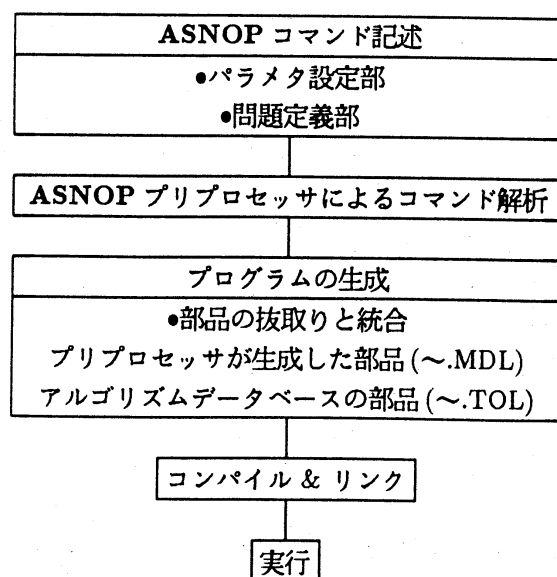 ASNOP コマンド記述
•パラメタ設定部
•問題定義部
ASNOP プリプロセッサによるコマンド解析
プログラムの生成
•部品の抜取りと統合
プリプロセッサが生成した部品 (～.MDL)
アルゴリズムデータベースの部品 (～.TOL)
コンパイル & リンク
実行